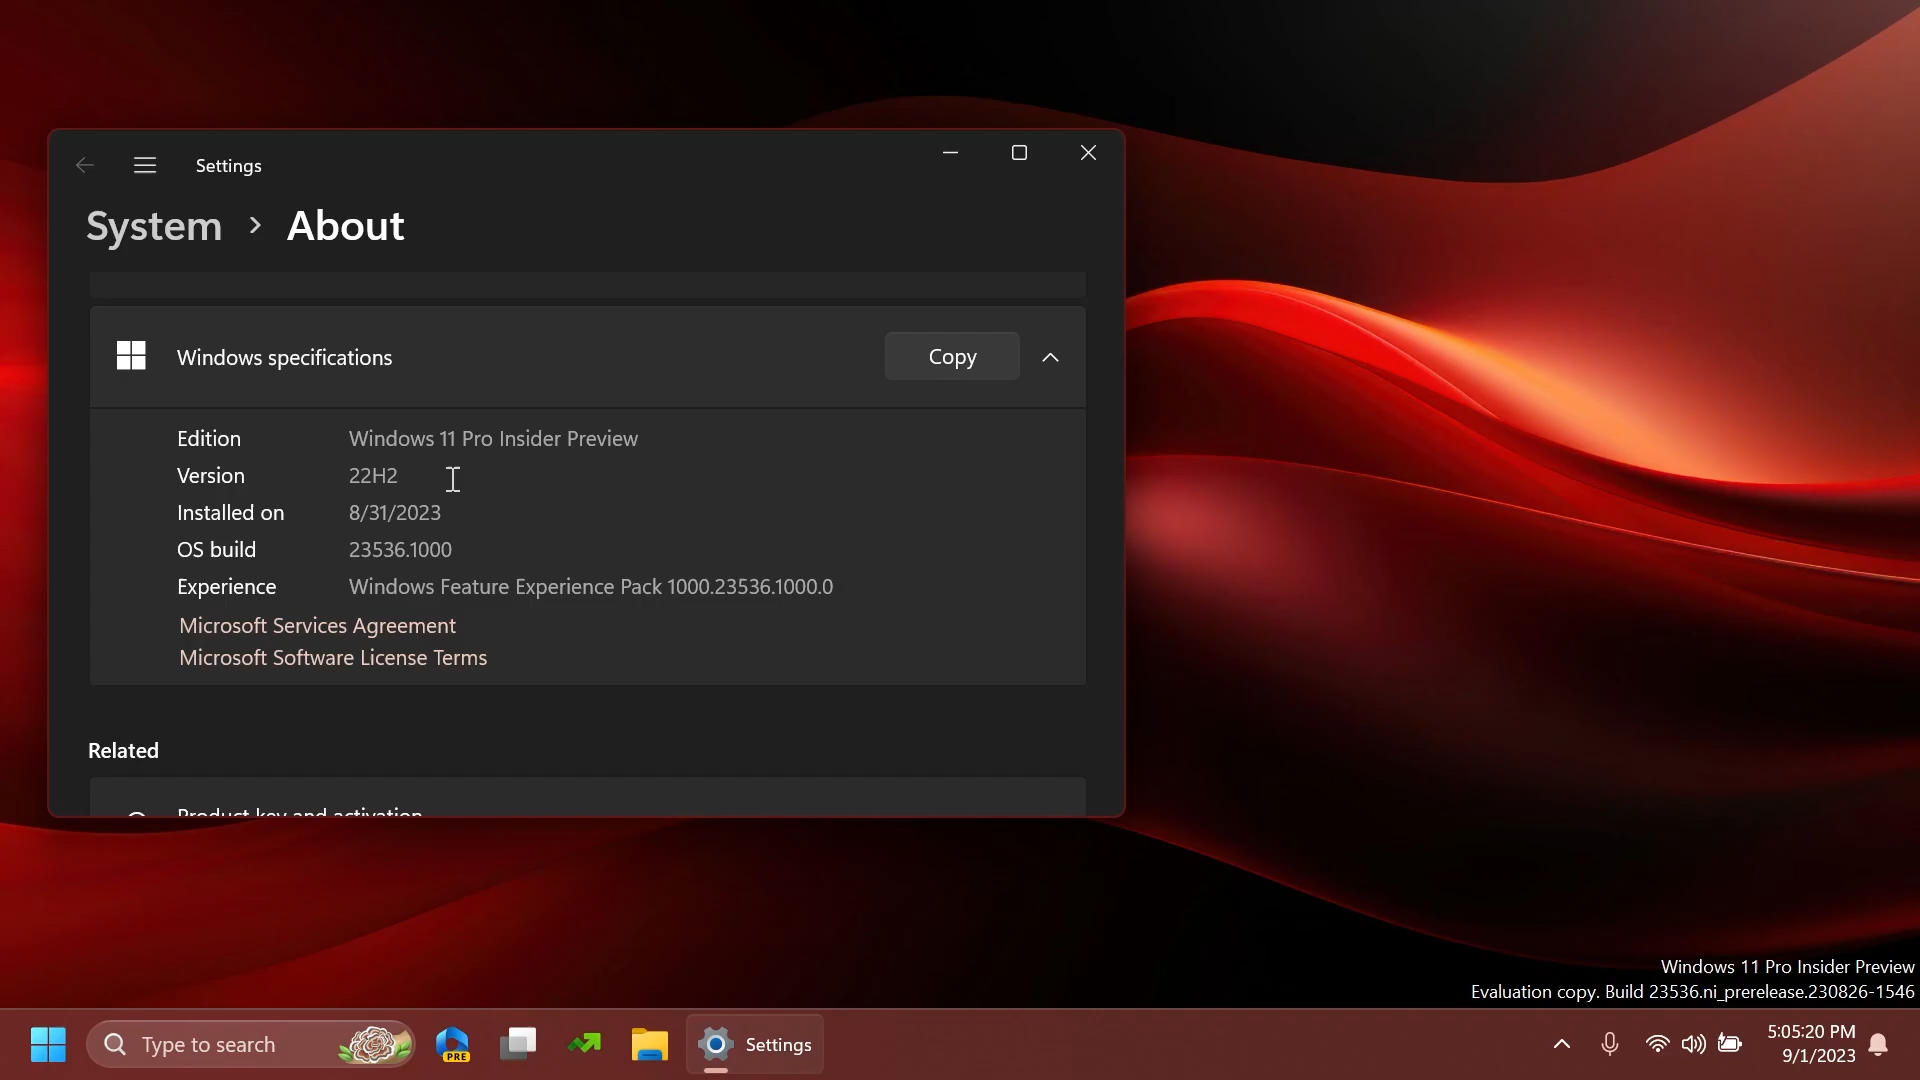 Settings
System > About
Windows specifications
Copy
Edition Windows 11 Pro Insider Preview
Version 22H2
Installed on 8/31/2023
OS build 23536.1000
Experience Windows Feature Experience Pack 1000.23536.1000.0
Microsoft Services Agreement
Microsoft Software License Terms
Related
Product key and activation
Windows 11 Pro Insider Preview
Evaluation copy. Build 23536.ni_prerelease.230826-1546
Type to search
PRE
Settings
5:05:20 PM
9/1/2023